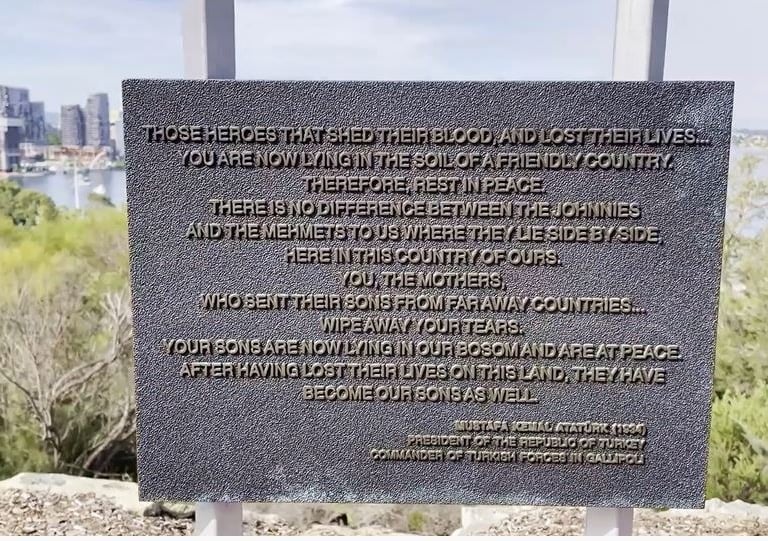 THOSE HEROES THAT SHED THEIR BLOOD, AND LOST THEIR LIVES...
YOU ARE NOW LYING IN THE SOIL OF A FRIENDLY COUNTRY.
THEREFORE, REST IN PEACE.
THERE IS NO DIFFERENCE BETWEEN THE JOHNNIES
AND THE MEHMETS TO US WHERE THEY LIE SIDE BY SIDE,
HERE IN THIS COUNTRY OF OURS.
YOU, THE MOTHERS,
WHO SENT THEIR SONS FROM FAR AWAY COUNTRIES...
WIPE AWAY YOUR TEARS.
YOUR SONS ARE NOW LYING IN OUR BOSOM AND ARE AT PEACE.
AFTER HAVING LOST THEIR LIVES ON THIS LAND, THEY HAVE
BECOME OUR SONS AS WELL.
MUSTAFA KEMAL ATATÜRK (1934)
PRESIDENT OF THE REPUBLIC OF TURKEY
COMMANDER OF TURKISH FORCES IN GALLIPOLI